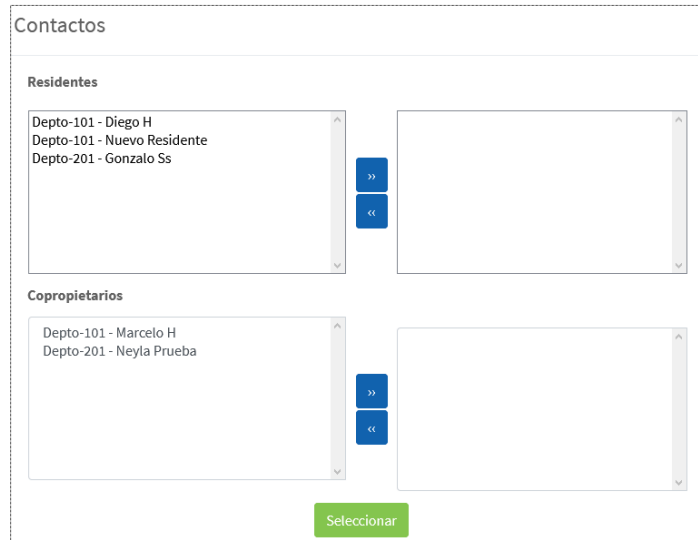 Contactos
Residentes
Depto-101 - Diego H
Depto-101 - Nuevo Residente
Depto-201 - Gonzalo Ss
››
‹‹
Copropietarios
Depto-101 - Marcelo H
Depto-201 - Neyla Prueba
››
‹‹
Seleccionar